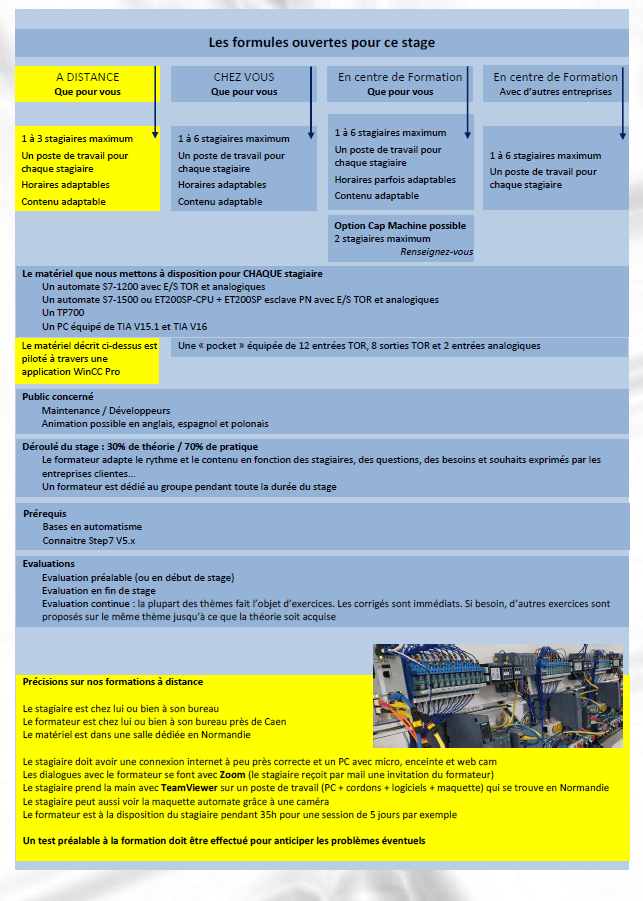 Les formules ouvertes pour ce stage
A DISTANCE
Que pour vous
CHEZ VOUS
Que pour vous
En centre de Formation
Que pour vous
En centre de Formation
Avec d'autres entreprises
1 à 3 stagiaires maximum
Un poste de travail pour
chaque stagiaire
Horaires adaptables
Contenu adaptable
1 à 6 stagiaires maximum
Un poste de travail pour
chaque stagiaire
Horaires adaptables
Contenu adaptable
1 à 6 stagiaires maximum
Un poste de travail pour
chaque stagiaire
Horaires parfois adaptables
Contenu adaptable
1 à 6 stagiaires maximum
Un poste de travail pour
chaque stagiaire
Option Cap Machine possible
2 stagiaires maximum
Renseignez-vous
Le matériel que nous mettons à disposition pour CHAQUE stagiaire
Un automate S7-1200 avec E/S TOR et analogiques
Un automate S7-1500 ou ET200SP-CPU + ET200SP esclave PN avec E/S TOR et analogiques
Un TP700
Un PC équipé de TIA V15.1 et TIA V16
Le matériel décrit ci-dessus est
piloté à travers une
application WinCC Pro
Une « pocket » équipée de 12 entrées TOR, 8 sorties TOR et 2 entrées analogiques
Public concerné
Maintenance / Développeurs
Animation possible en anglais, espagnol et polonais
Déroulé du stage : 30% de théorie / 70% de pratique
Le formateur adapte le rythme et le contenu en fonction des stagiaires, des questions, des besoins et souhaits exprimés par les
entreprises clientes…
Un formateur est dédié au groupe pendant toute la durée du stage
Prérequis
Bases en automatisme
Connaitre Step7 V5.x
Evaluations
Evaluation préalable (ou en début de stage)
Evaluation en fin de stage
Evaluation continue : la plupart des thèmes fait l'objet d'exercices. Les corrigés sont immédiats. Si besoin, d'autres exercices sont
proposés sur le même thème jusqu'à ce que la théorie soit acquise
Précisions sur nos formations à distance
Le stagiaire est chez lui ou bien à son bureau
Le formateur est chez lui ou bien à son bureau près de Caen
Le matériel est dans une salle dédiée en Normandie
Le stagiaire doit avoir une connexion internet à peu près correcte et un PC avec micro, enceinte et web cam
Les dialogues avec le formateur se font avec Zoom (le stagiaire reçoit par mail une invitation du formateur)
Le stagiaire prend la main avec TeamViewer sur un poste de travail (PC + cordons + logiciels + maquette) qui se trouve en Normandie
Le stagiaire peut aussi voir la maquette automate grâce à une caméra
Le formateur est à la disposition du stagiaire pendant 35h pour une session de 5 jours par exemple
Un test préalable à la formation doit être effectué pour anticiper les problèmes éventuels